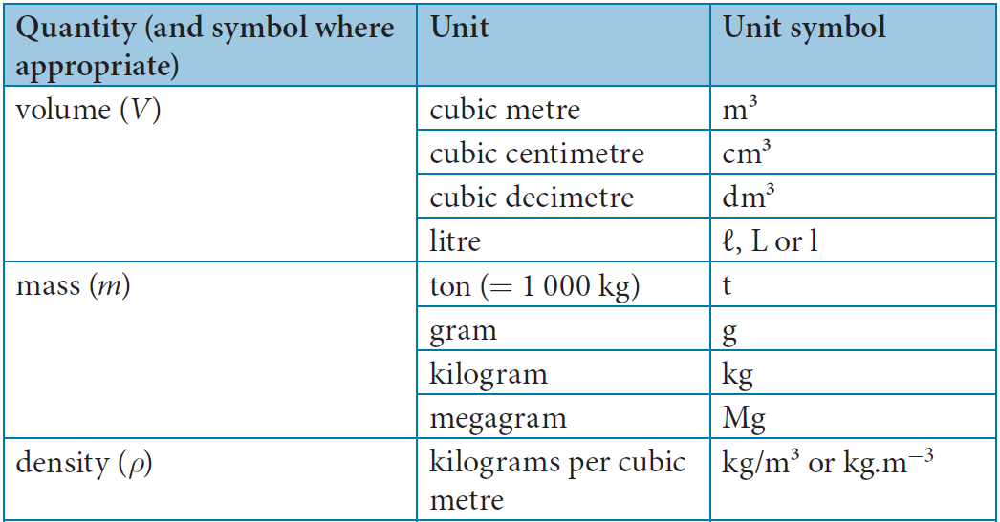 Quantity (and symbol where appropriate) Unit Unit symbol
volume (V) cubic metre m³
cubic centimetre cm³
cubic decimetre dm³
litre ℓ, L or l
mass (m) ton (= 1 000 kg) t
gram g
kilogram kg
megagram Mg
density (ρ) kilograms per cubic metre kg/m³ or kg.m⁻³